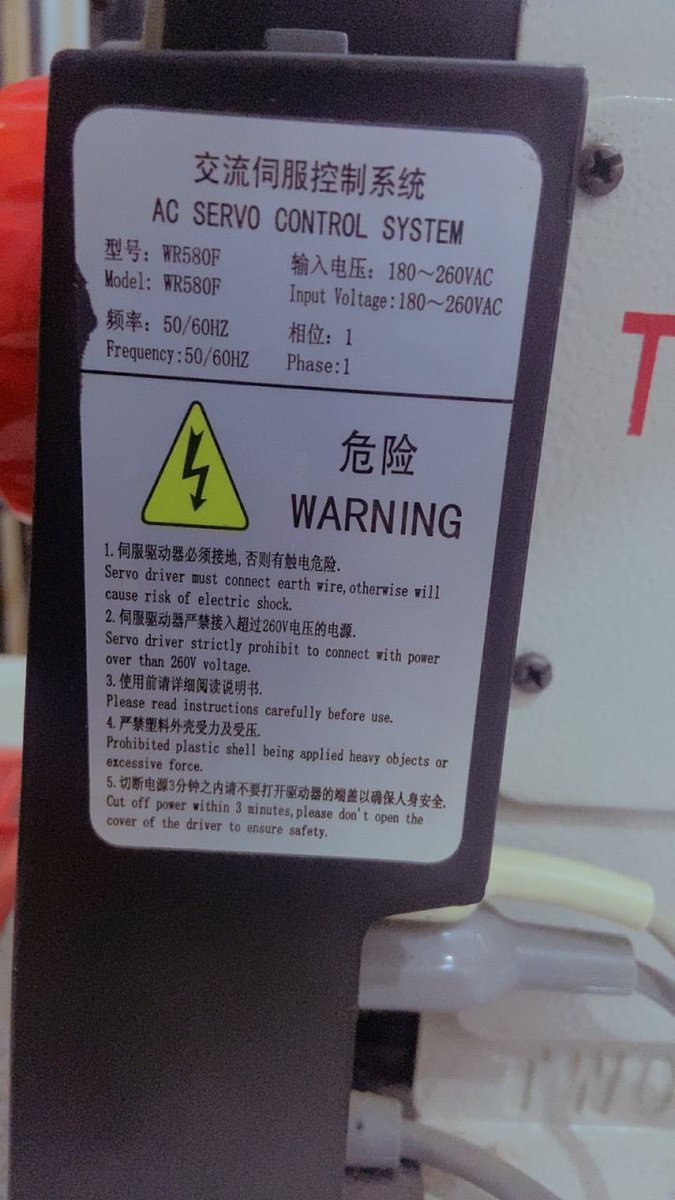 交流伺服控制系统
AC SERVO CONTROL SYSTEM
型号: WR580F 输入电压: 180～260VAC
Model: WR580F Input Voltage:180～260VAC
频率: 50/60HZ 相位: 1
Frequency:50/60HZ Phase:1
危险
WARNING
1.伺服驱动器必须接地,否则有触电危险.
Servo driver must connect earth wire,otherwise will
cause risk of electric shock.
2.伺服驱动器严禁接入超过260V电压的电源.
Servo driver strictly prohibit to connect with power
over than 260V voltage.
3.使用前请详细阅读说明书.
Please read instructions carefully before use.
4.严禁塑料外壳受力及受压.
Prohibited plastic shell being applied heavy objects or
excessive force.
5.切断电源3分钟之内请不要打开驱动器的端盖以确保人身安全.
Cut off power within 3 minutes,please don't open the
cover of the driver to ensure safety.
T
TWO